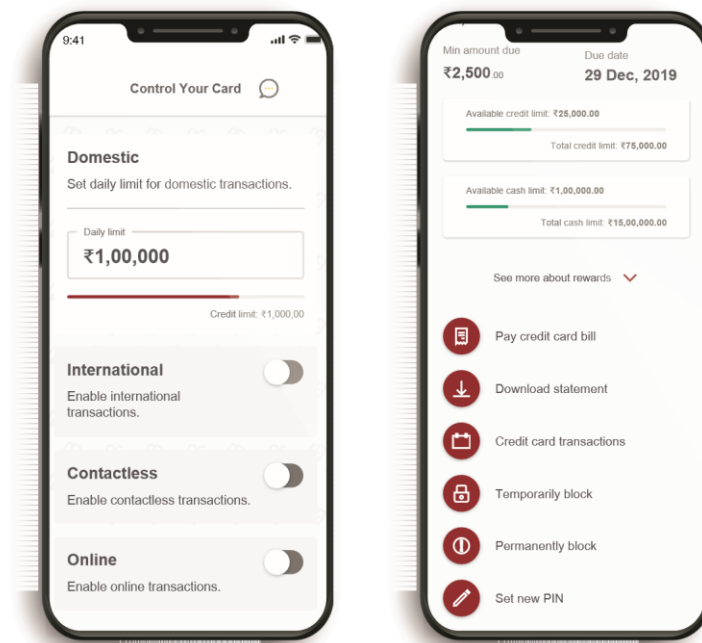 9:41
Control Your Card
Domestic
Set daily limit for domestic transactions.
Daily limit
₹1,00,000
Credit limit: ₹1,000,00
International
Enable international
transactions.
Contactless
Enable contactless transactions.
Online
Enable online transactions.
Min amount due
₹2,500.00
Due date
29 Dec, 2019
Available credit limit: ₹25,000.00
Total credit limit: ₹75,000.00
Available cash limit: ₹1,00,000.00
Total cash limit: ₹15,00,000.00
See more about rewards
Pay credit card bill
Download statement
Credit card transactions
Temporarily block
Permanently block
Set new PIN